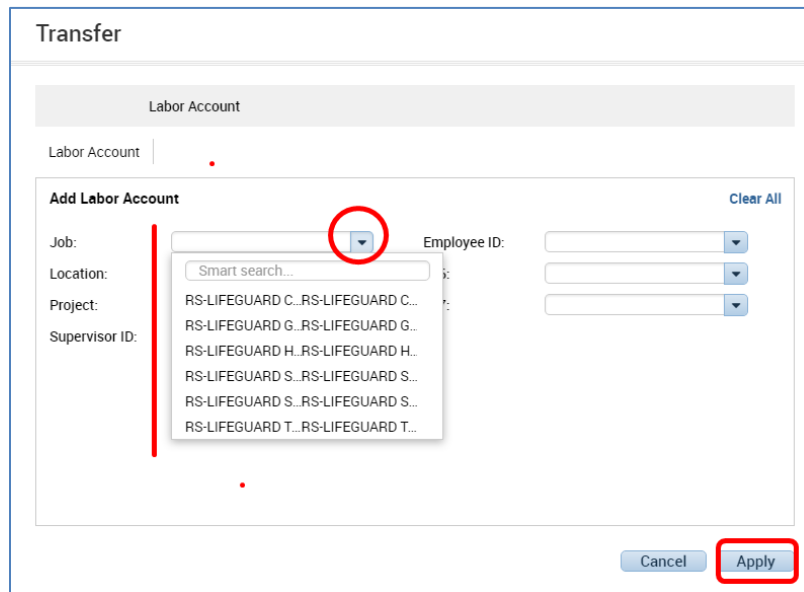 Transfer
Labor Account
Labor Account
Add Labor Account Clear All
Job: Employee ID:
Location: Smart search...
Project: RS-LIFEGUARD C...RS-LIFEGUARD C...
RS-LIFEGUARD G...RS-LIFEGUARD G...
Supervisor ID: RS-LIFEGUARD H...RS-LIFEGUARD H...
RS-LIFEGUARD S...RS-LIFEGUARD S...
RS-LIFEGUARD S...RS-LIFEGUARD S...
RS-LIFEGUARD T...RS-LIFEGUARD T...
Cancel Apply